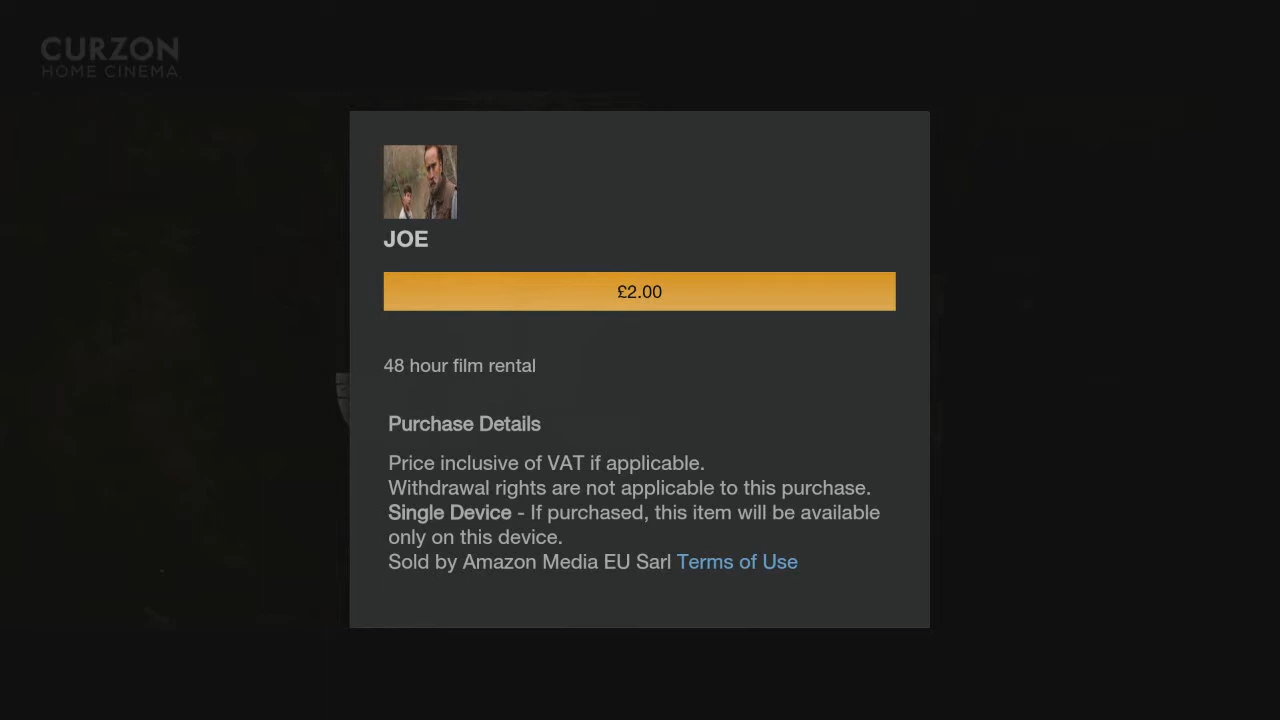 CURZON
HOME CINEMA
JOE
£2.00
48 hour film rental
Purchase Details
Price inclusive of VAT if applicable.
Withdrawal rights are not applicable to this purchase.
Single Device - If purchased, this item will be available
only on this device.
Sold by Amazon Media EU Sarl Terms of Use